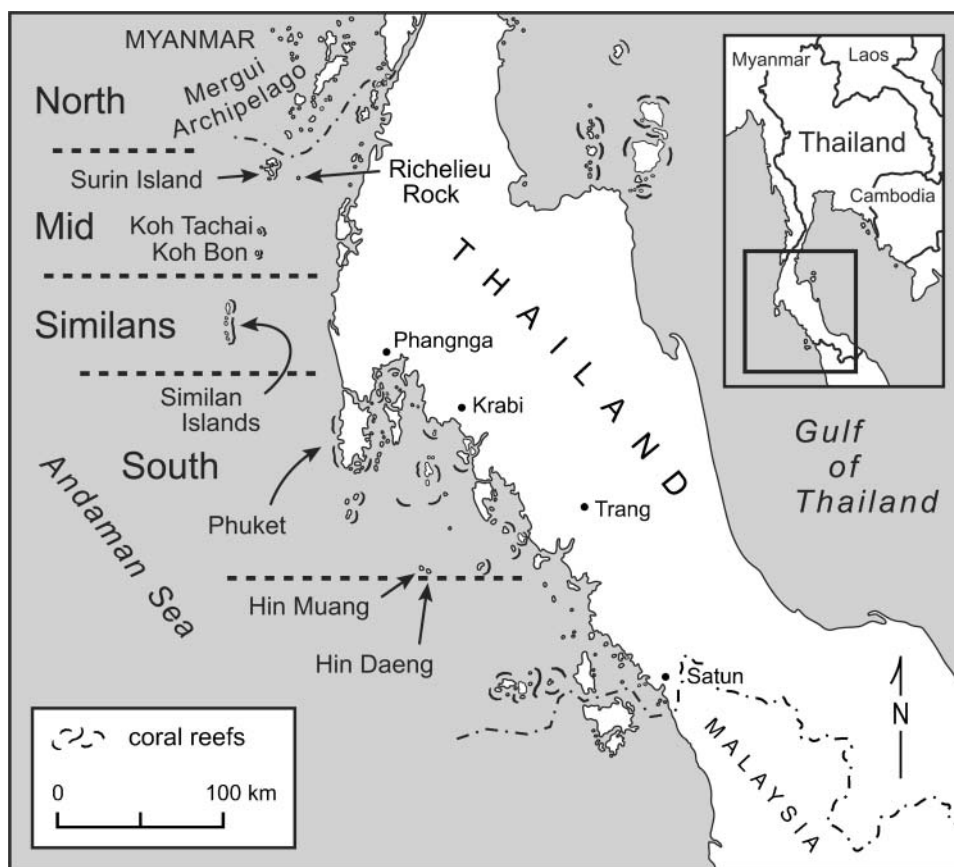 MYANMAR
Mergui
Archipelago
North
Surin Island
Richelieu
Rock
Mid
Koh Tachai
Koh Bon
Similans
Similan
Islands
South
Phuket
Andaman Sea
Hin Muang
Hin Daeng
Phangnga
Krabi
Trang
Satun
THAILAND
MALAYSIA
Gulf
of
Thailand
Myanmar
Laos
Thailand
Cambodia
N
coral reefs
0 100 km